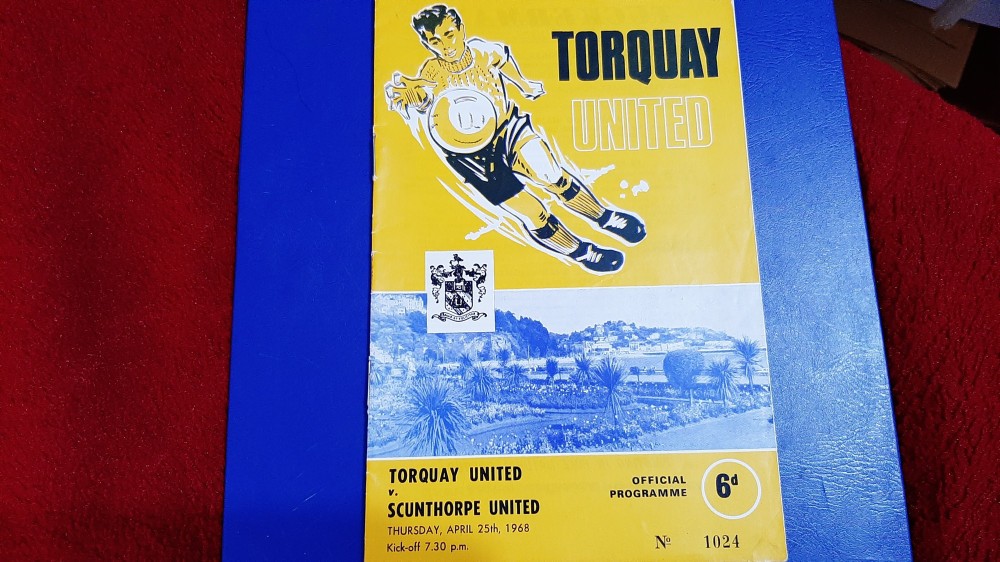 TORQUAY
UNITED
TORQUAY UNITED
v.
SCUNTHORPE UNITED
THURSDAY, APRIL 25th, 1968
Kick-off 7.30 p.m.
OFFICIAL
PROGRAMME
6d
No 1024